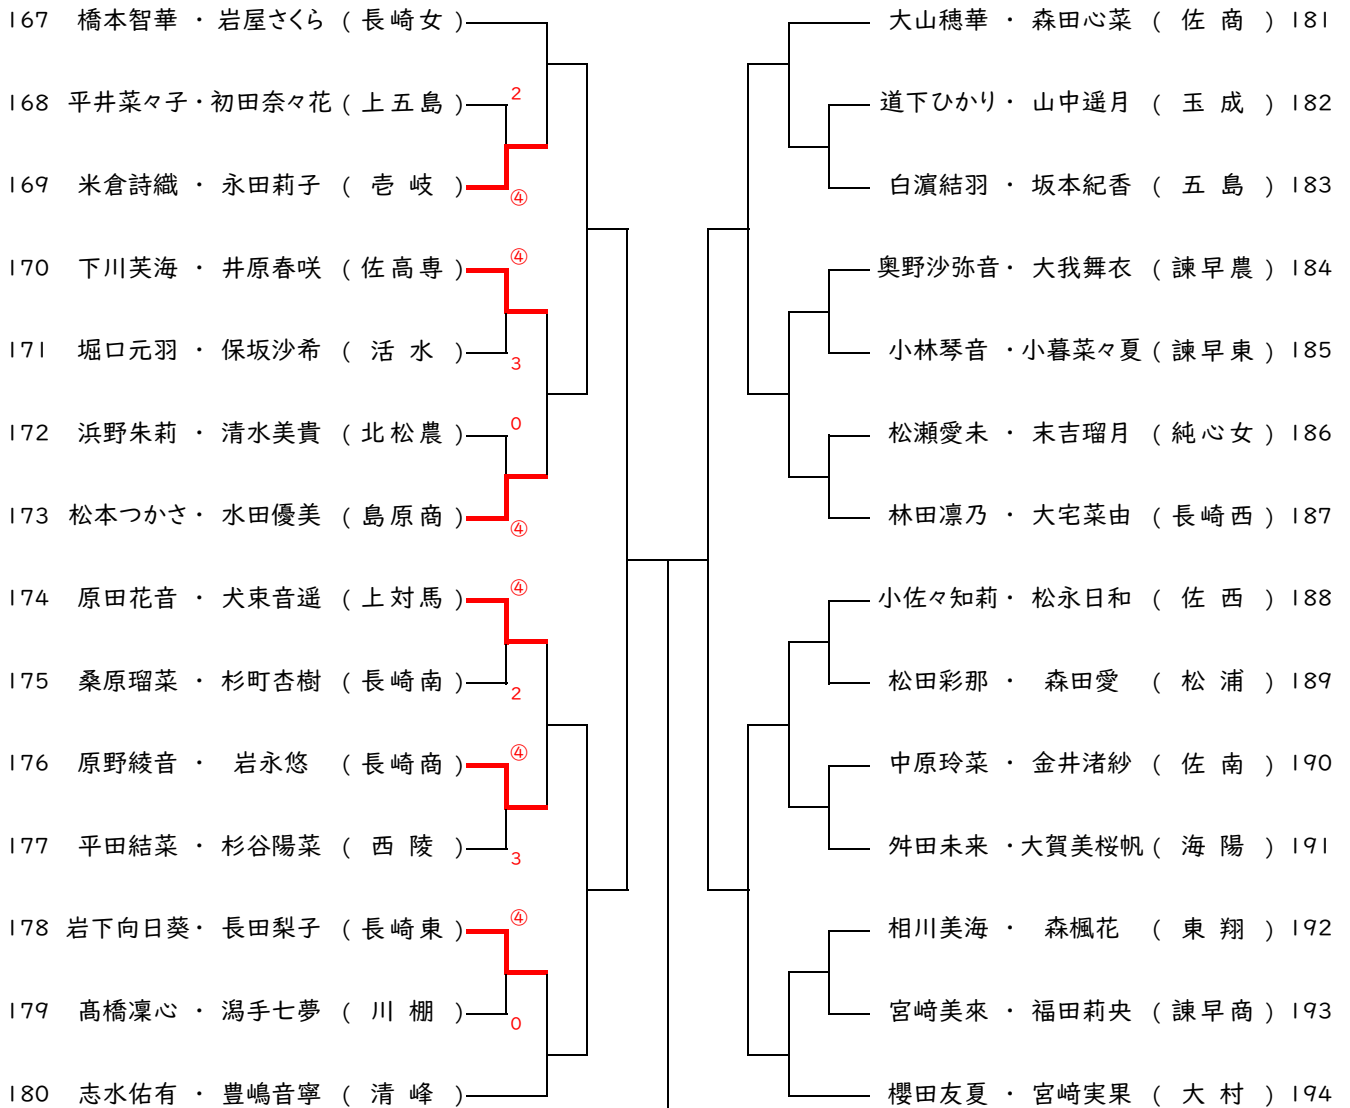 167 橋本智華 ・ 岩屋さくら ( 長崎女 )
168 平井菜々子・初田奈々花 ( 上五島 ) 2
169 米倉詩織 ・ 永田莉子 ( 壱 岐 ) ④
170 下川芙海 ・ 井原春咲 ( 佐高専 ) ④
171 堀口元羽 ・ 保坂沙希 ( 活 水 ) 3
172 浜野朱莉 ・ 清水美貴 ( 北松農 ) 0
173 松本つかさ・ 水田優美 ( 島原商 ) ④
174 原田花音 ・ 犬束音遥 ( 上対馬 ) ④
175 桑原瑠菜 ・ 杉町杏樹 ( 長崎南 ) 2
176 原野綾音 ・ 岩永悠 ( 長崎商 ) ④
177 平田結菜 ・ 杉谷陽菜 ( 西 陵 ) 3
178 岩下向日葵・ 長田梨子 ( 長崎東 ) ④
179 髙橋凜心 ・ 潟手七夢 ( 川 棚 ) 0
180 志水佑有 ・ 豊嶋音寧 ( 清 峰 )
大山穂華 ・ 森田心菜 ( 佐 商 ) 181
道下ひかり・ 山中遥月 ( 玉 成 ) 182
白濵結羽 ・ 坂本紀香 ( 五 島 ) 183
奥野沙弥音・ 大我舞衣 ( 諫早農 ) 184
小林琴音 ・小暮菜々夏 ( 諫早東 ) 185
松瀬愛未 ・ 末吉瑠月 ( 純心女 ) 186
林田凛乃 ・ 大宅菜由 ( 長崎西 ) 187
小佐々知莉・ 松永日和 ( 佐 西 ) 188
松田彩那 ・ 森田愛 ( 松 浦 ) 189
中原玲菜 ・ 金井渚紗 ( 佐 南 ) 190
舛田未来 ・大賀美桜帆 ( 海 陽 ) 191
相川美海 ・ 森楓花 ( 東 翔 ) 192
宮﨑美來 ・ 福田莉央 ( 諫早商 ) 193
櫻田友夏 ・ 宮﨑実果 ( 大 村 ) 194